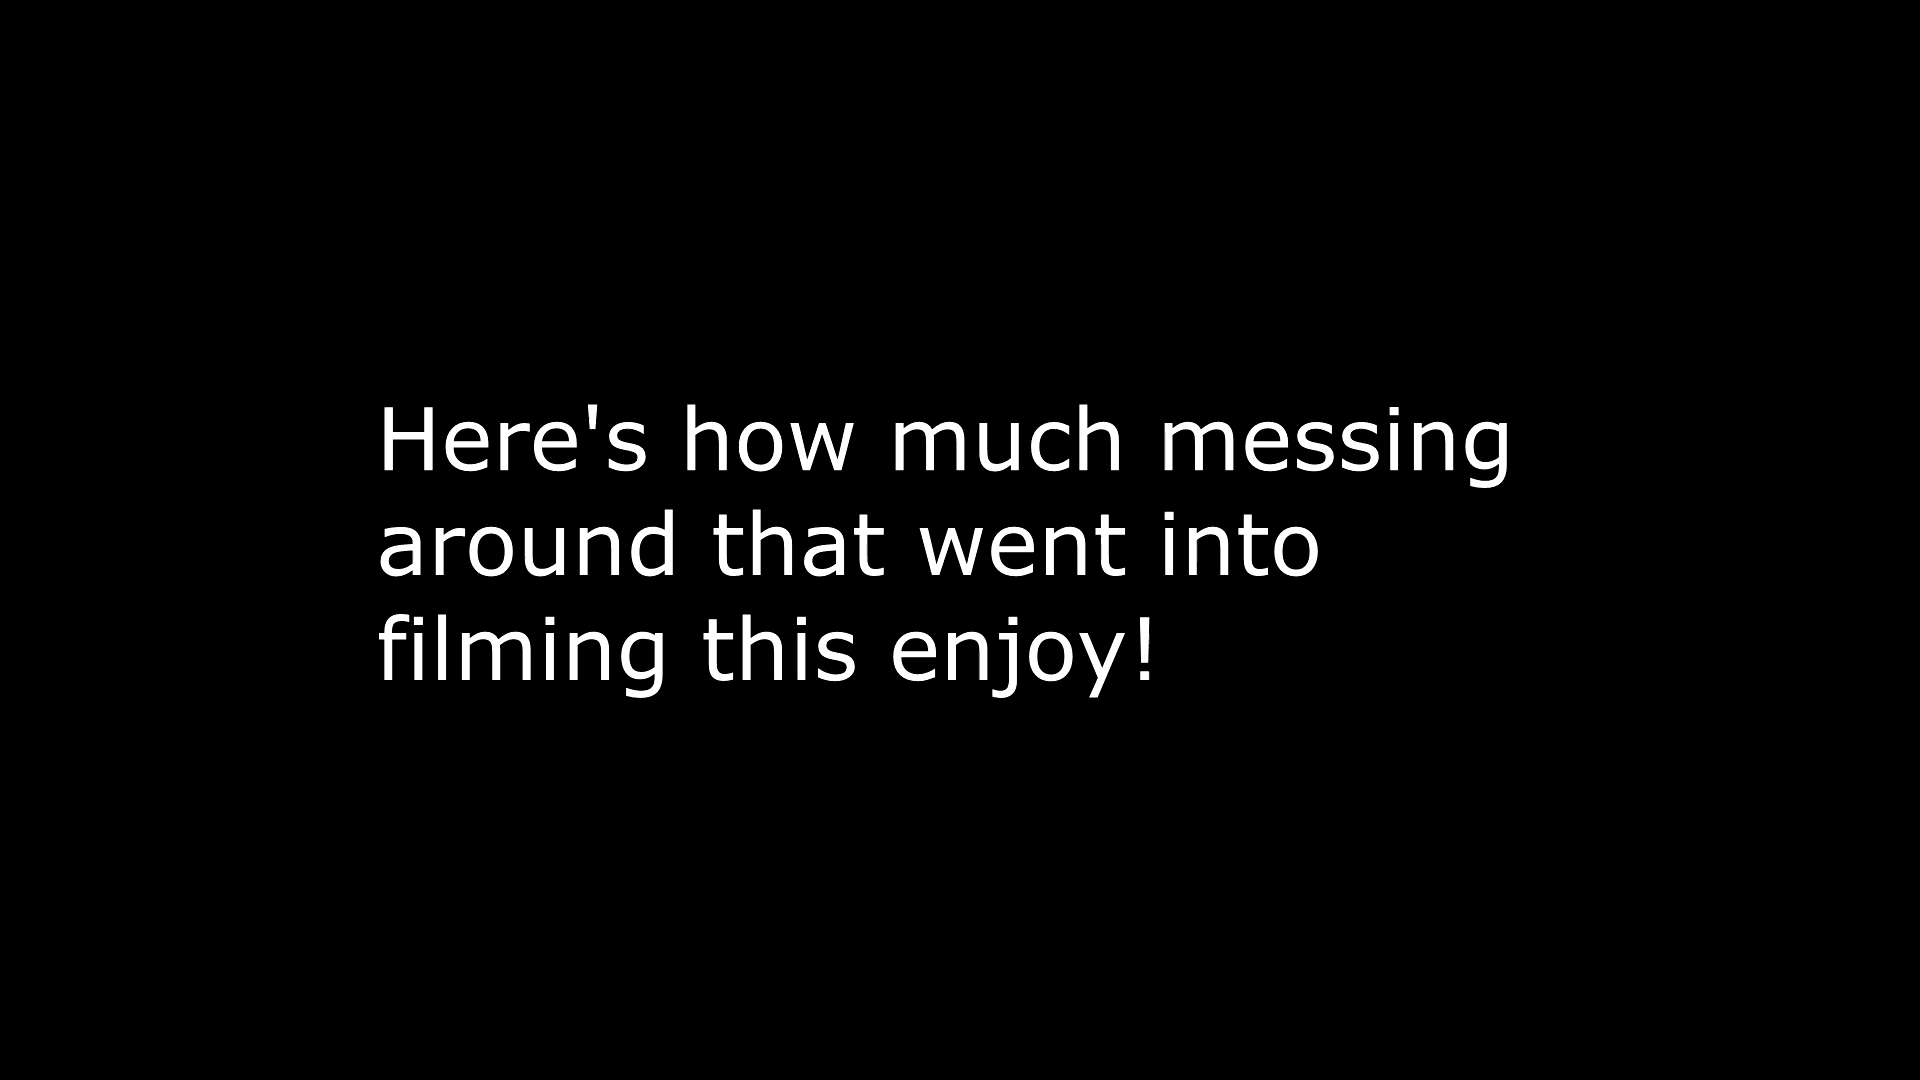 Here's how much messing
around that went into
filming this enjoy!